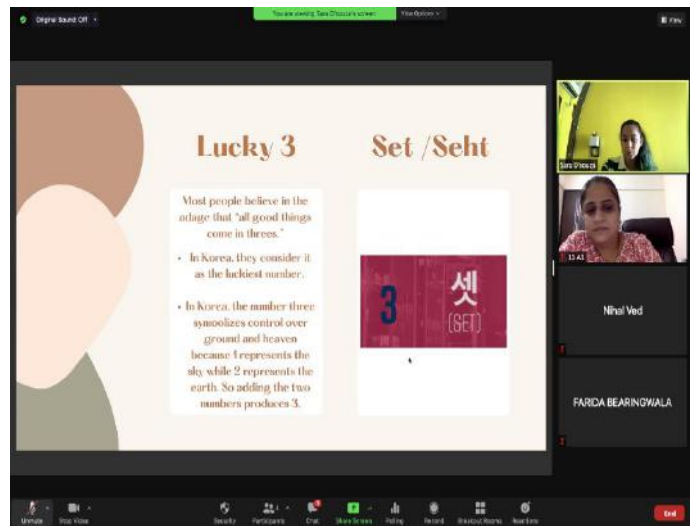 Original Sound: Off
You are viewing Sara D'souza's screen
View Options
View
Lucky 3
Set /Seht
Most people believe in the
adage that "all good things
come in threes."
• In Korea, they consider it
as the luckiest number.
• In Korea, the number three
symbolizes control over
ground and heaven
because 1 represents the
sky while 2 represents the
earth. So adding the two
numbers produces 3.
3
셋
(SET)
Sara D'souza
Nihal Ved
FARIDA BEARINGWALA
Unmute
Stop Video
Security
Participants
Chat
Share Screen
Polling
Record
Breakout Rooms
Reactions
End